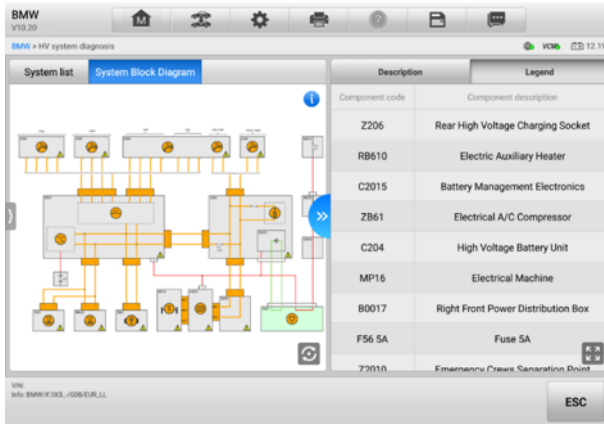 BMW
V10.20
BMW > HV system diagnosis
VCMI
12.1V
System list
System Block Diagram
Description
Legend
Component code
Component description
Z206
Rear High Voltage Charging Socket
RB610
Electric Auxiliary Heater
C2015
Battery Management Electronics
ZB61
Electrical A/C Compressor
C204
High Voltage Battery Unit
MP16
Electrical Machine
B0017
Right Front Power Distribution Box
F56 5A
Fuse 5A
Z2010
Emergency Crews Separation Point
VIN:
Info: BMW/X'/iX3_-/G08/EUR_LL
ESC